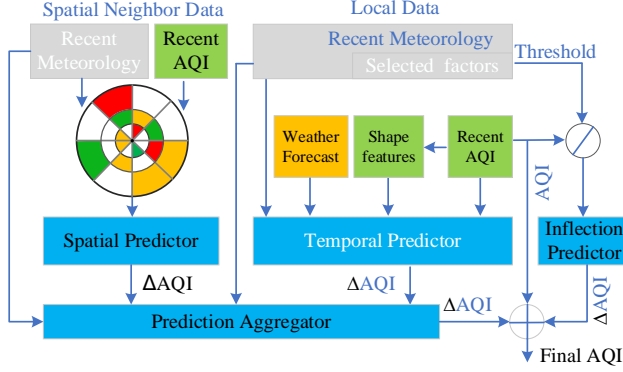 Spatial Neighbor Data
Local Data
Recent
Meteorology
Recent
AQI
Recent Meteorology
Selected factors
Threshold
Weather
Forecast
Shape
features
Recent
AQI
AQI
Spatial Predictor
Temporal Predictor
Inflection
Predictor
ΔAQI
ΔAQI
ΔAQI
Prediction Aggregator
ΔAQI
Final AQI